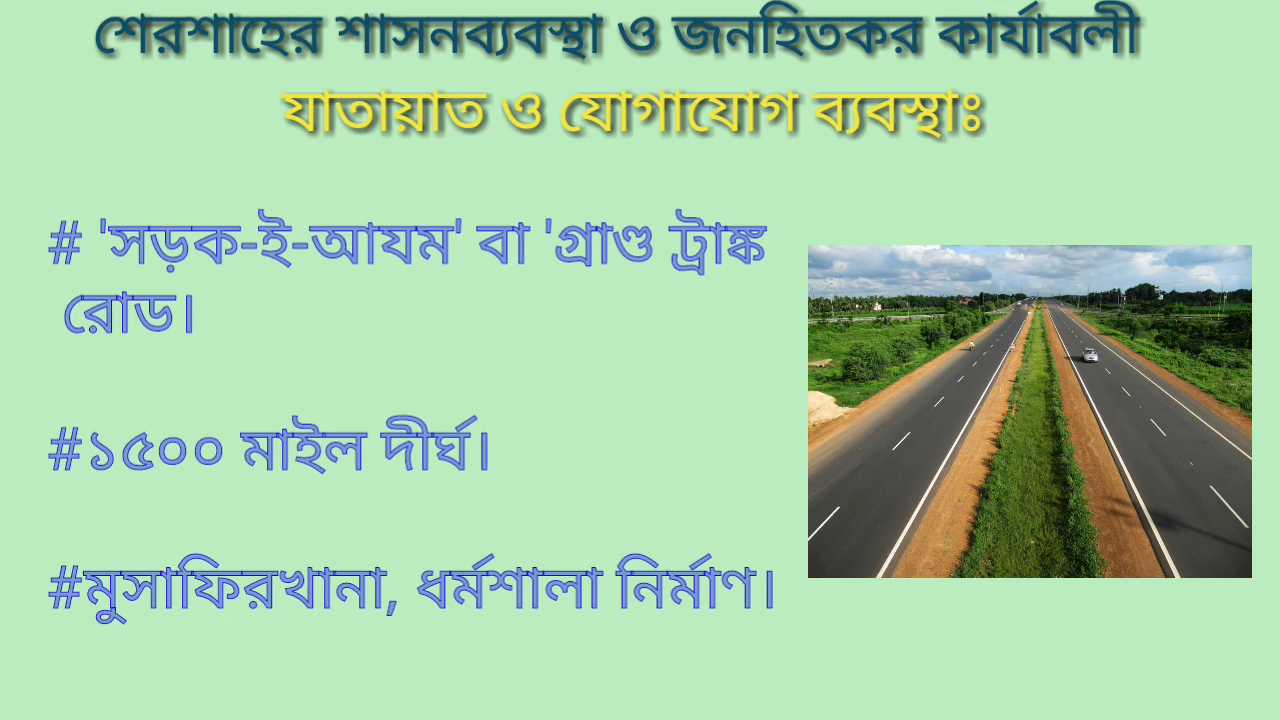 শেরশাহের শাসনব্যবস্থা ও জনহিতকর কার্যাবলী
যাতায়াত ও যোগাযোগ ব্যবস্থাঃ
# 'সড়ক-ই-আযম' বা 'গ্রাণ্ড ট্রাঙ্ক
রোড।
#১৫০০ মাইল দীর্ঘ।
#মুসাফিরখানা, ধর্মশালা নির্মাণ।